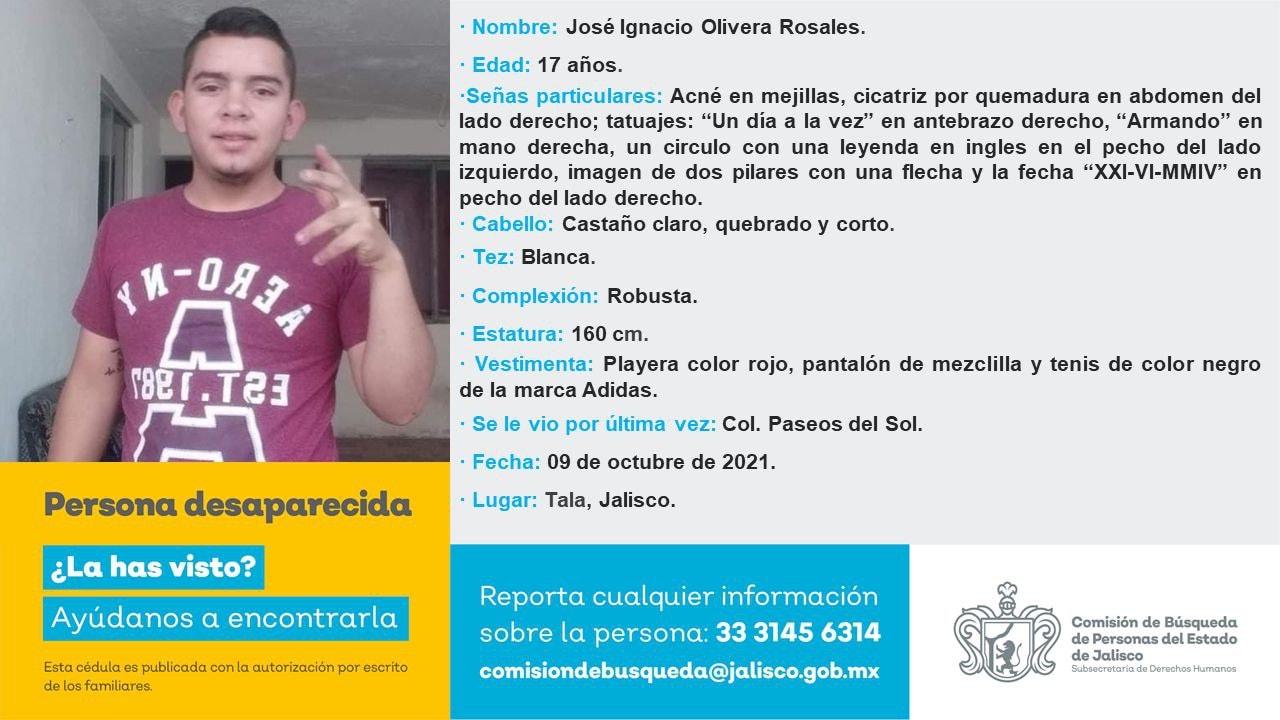 · Nombre: José Ignacio Olivera Rosales.
· Edad: 17 años.
·Señas particulares: Acné en mejillas, cicatriz por quemadura en abdomen del
lado derecho; tatuajes: “Un día a la vez” en antebrazo derecho, “Armando” en
mano derecha, un circulo con una leyenda en ingles en el pecho del lado
izquierdo, imagen de dos pilares con una flecha y la fecha “XXI-VI-MMIV” en
pecho del lado derecho.
· Cabello: Castaño claro, quebrado y corto.
· Tez: Blanca.
· Complexión: Robusta.
· Estatura: 160 cm.
· Vestimenta: Playera color rojo, pantalón de mezclilla y tenis de color negro
de la marca Adidas.
· Se le vio por última vez: Col. Paseos del Sol.
· Fecha: 09 de octubre de 2021.
· Lugar: Tala, Jalisco.
AERO-NY
A
EST. 1987
Persona desaparecida
¿La has visto?
Ayúdanos a encontrarla
Esta cédula es publicada con la autorización por escrito
de los familiares.
Reporta cualquier información
sobre la persona: 33 3145 6314
comisiondebusqueda@jalisco.gob.mx
Comisión de Búsqueda
de Personas del Estado
de Jalisco
Subsecretaría de Derechos Humanos